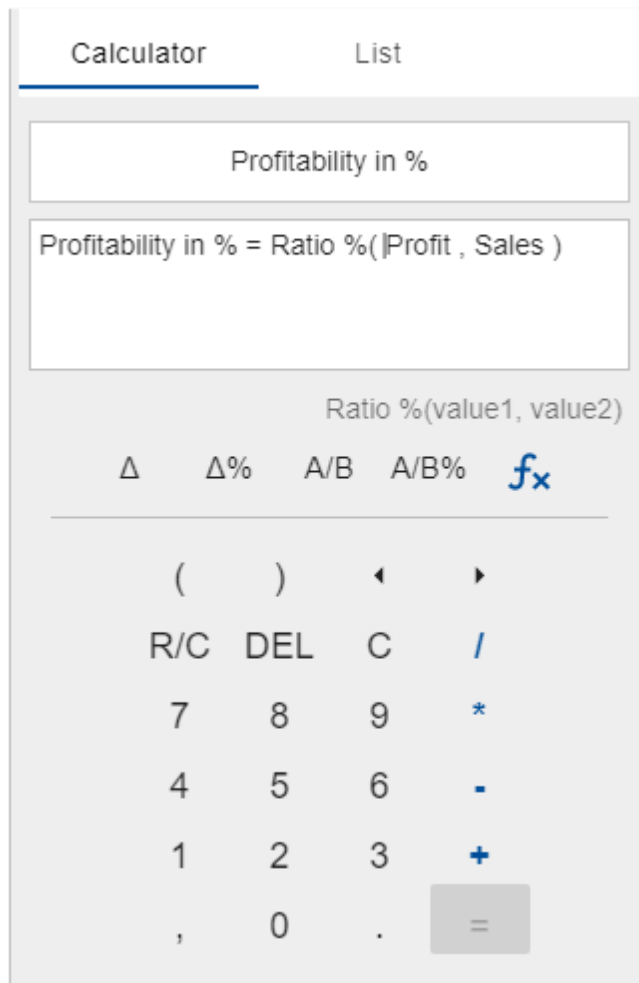 Calculator List
Profitability in %
Profitability in % = Ratio %( Profit , Sales )
Ratio %(value1, value2)
Δ Δ% A/B A/B% fx
( )
R/C DEL C /
7 8 9 *
4 5 6 -
1 2 3 +
, 0 . =